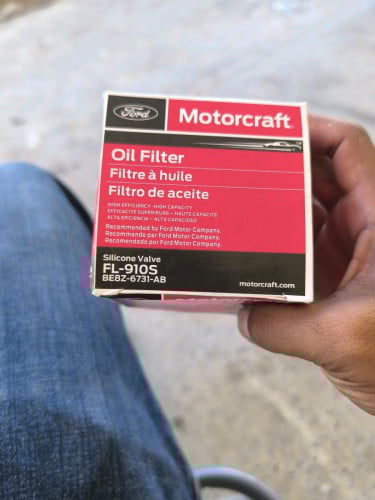 Ford
Motorcraft
Oil Filter
Filtre à huile
Filtro de aceite
HIGH EFFICIENCY-HIGH CAPACITY
EFFICACITÉ SUPÉRIEURE - HAUTE CAPACITÉ
ALTA EFICIENCIA - ALTA CAPACIDAD
Recommended by Ford Motor Company.
Recommandé par Ford Motor Company.
Recomendado por Ford Motor Company.
Silicone Valve
FL-910S
BE8Z-6731-AB
motorcraft.com